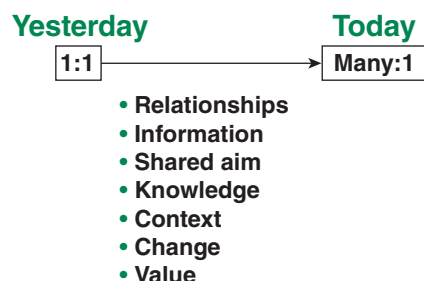 Yesterday Today
1:1 Many:1
• Relationships
• Information
• Shared aim
• Knowledge
• Context
• Change
• Value